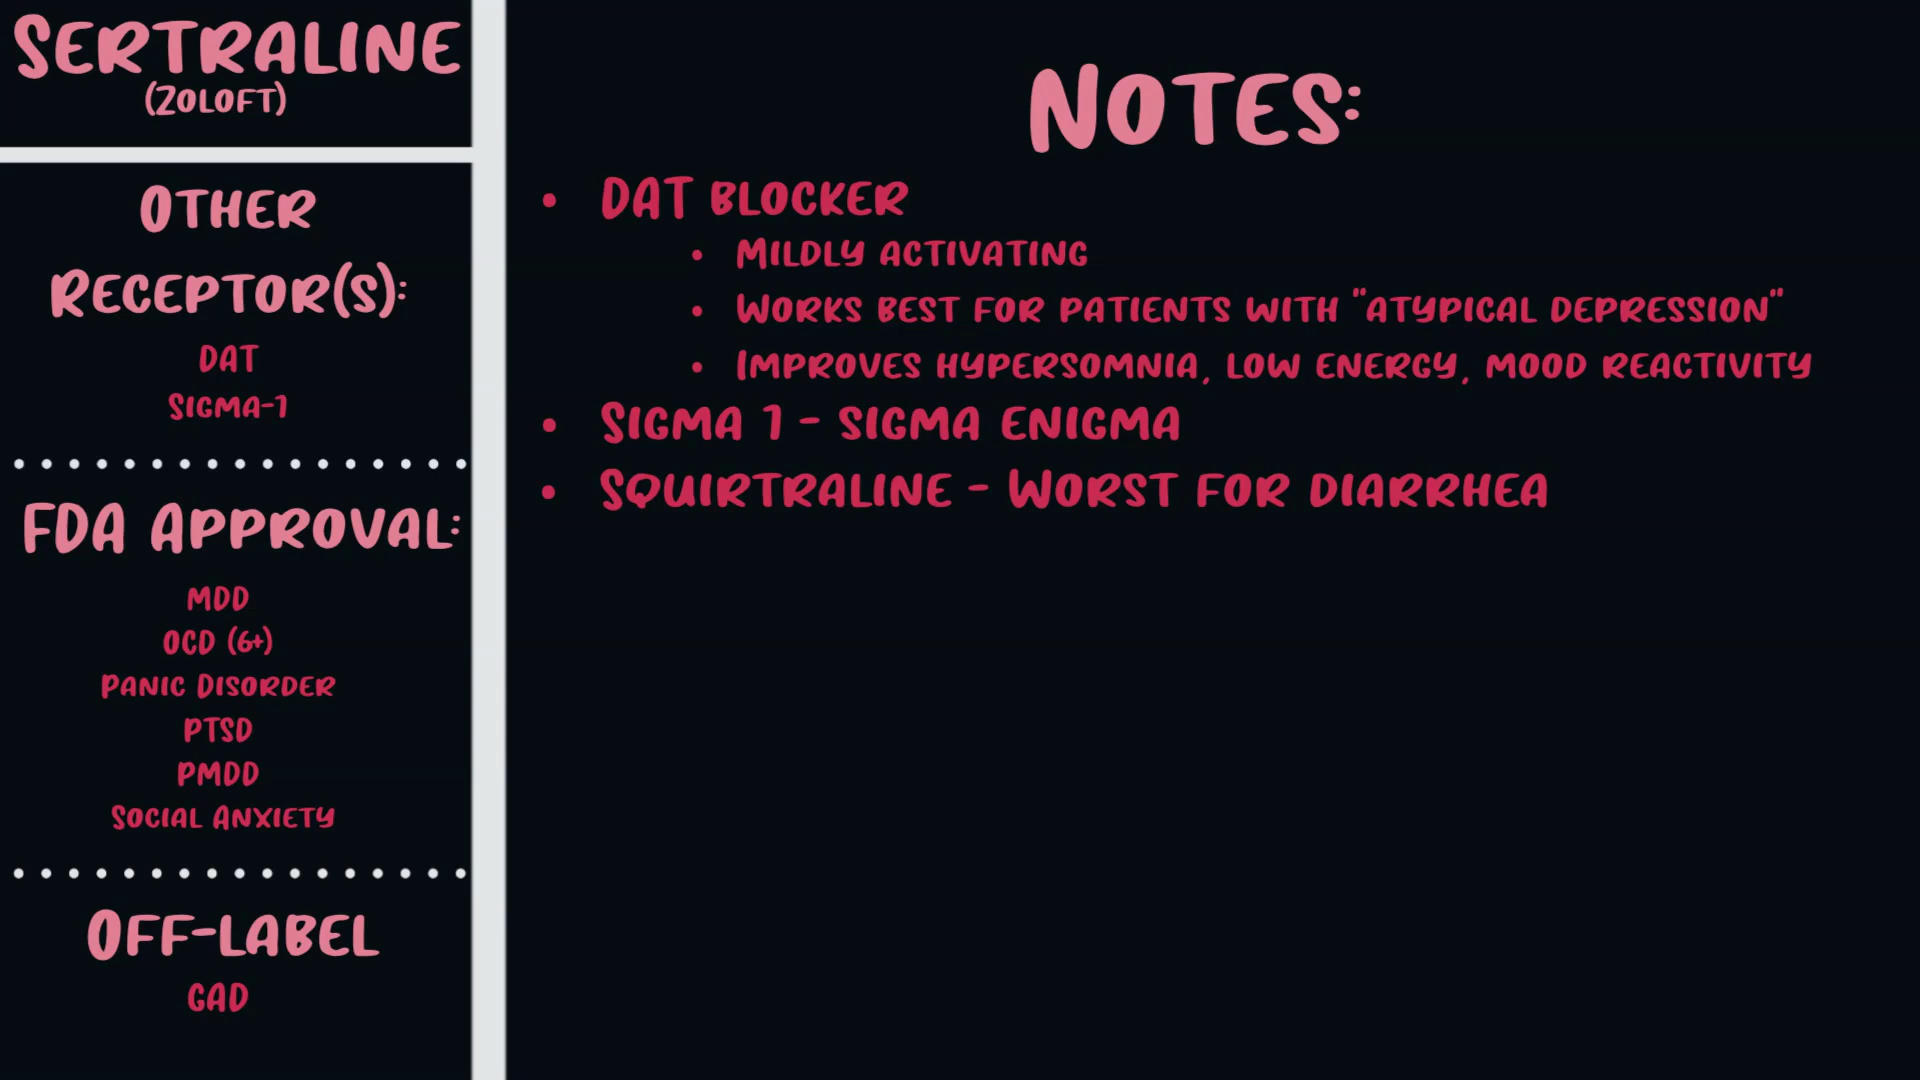 SERTRALINE
(ZOLOFT)
OTHER
RECEPTOR(S):
DAT
SIGMA-1
FDA APPROVAL:
MDD
OCD (6+)
PANIC DISORDER
PTSD
PMDD
SOCIAL ANXIETY
OFF-LABEL
GAD
NOTES:
• DAT BLOCKER
• MILDLY ACTIVATING
• WORKS BEST FOR PATIENTS WITH "ATYPICAL DEPRESSION"
• IMPROVES HYPERSOMNIA, LOW ENERGY, MOOD REACTIVITY
• SIGMA 1 - SIGMA ENIGMA
• SQUIRTRALINE - WORST FOR DIARRHEA